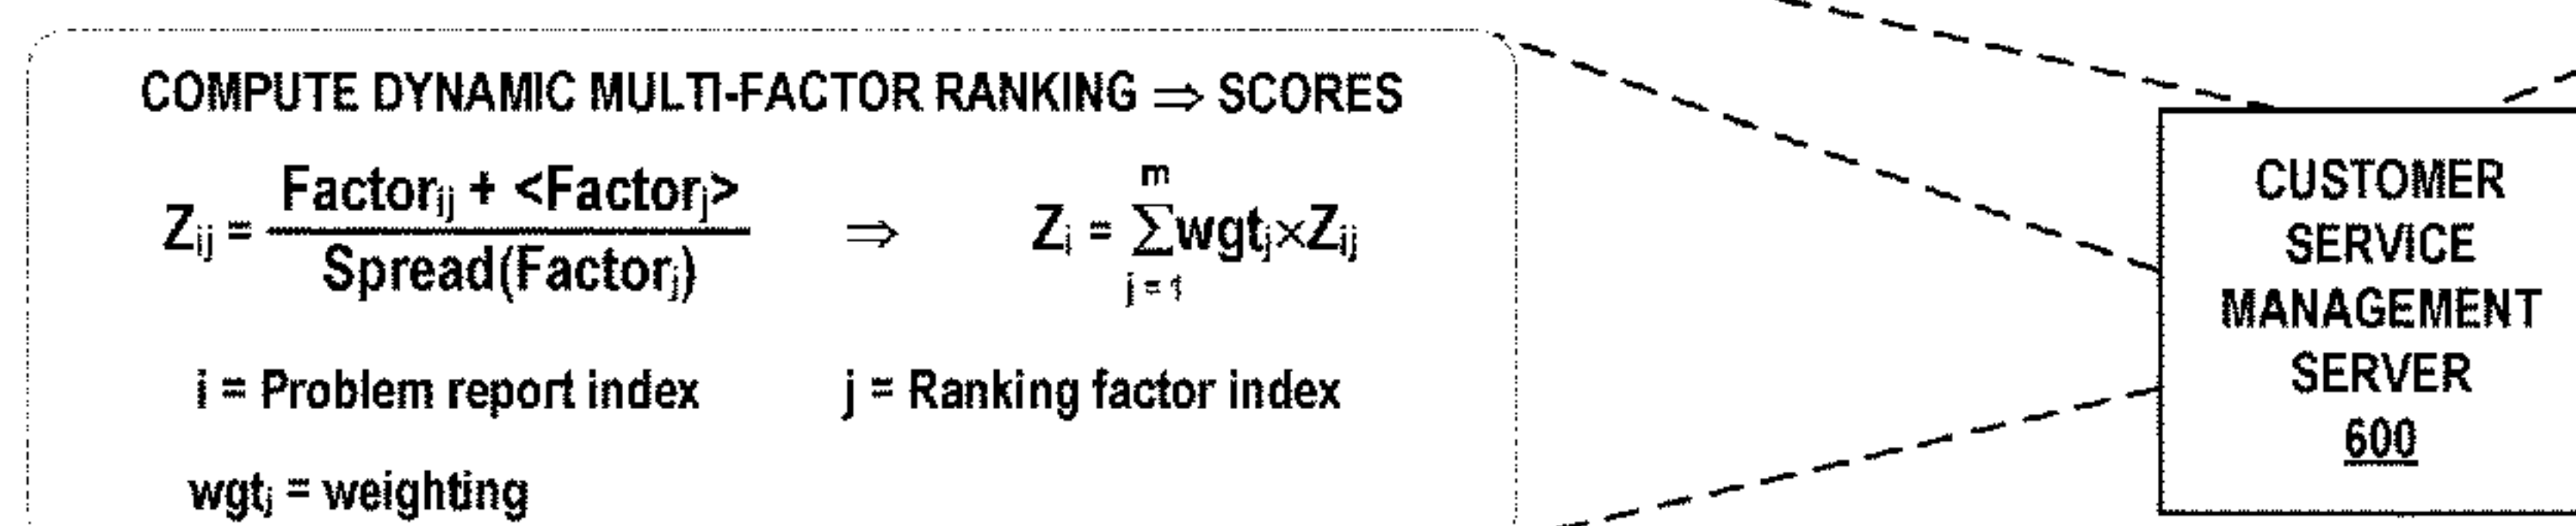 COMPUTE DYNAMIC MULTI-FACTOR RANKING ⇒ SCORES
Zij = Factorij + <Factorj> / Spread(Factorj) ⇒ Zi = m ∑ j = 1 wgtj×Zij
i = Problem report index j = Ranking factor index
wgtj = weighting
CUSTOMER
SERVICE
MANAGEMENT
SERVER
600